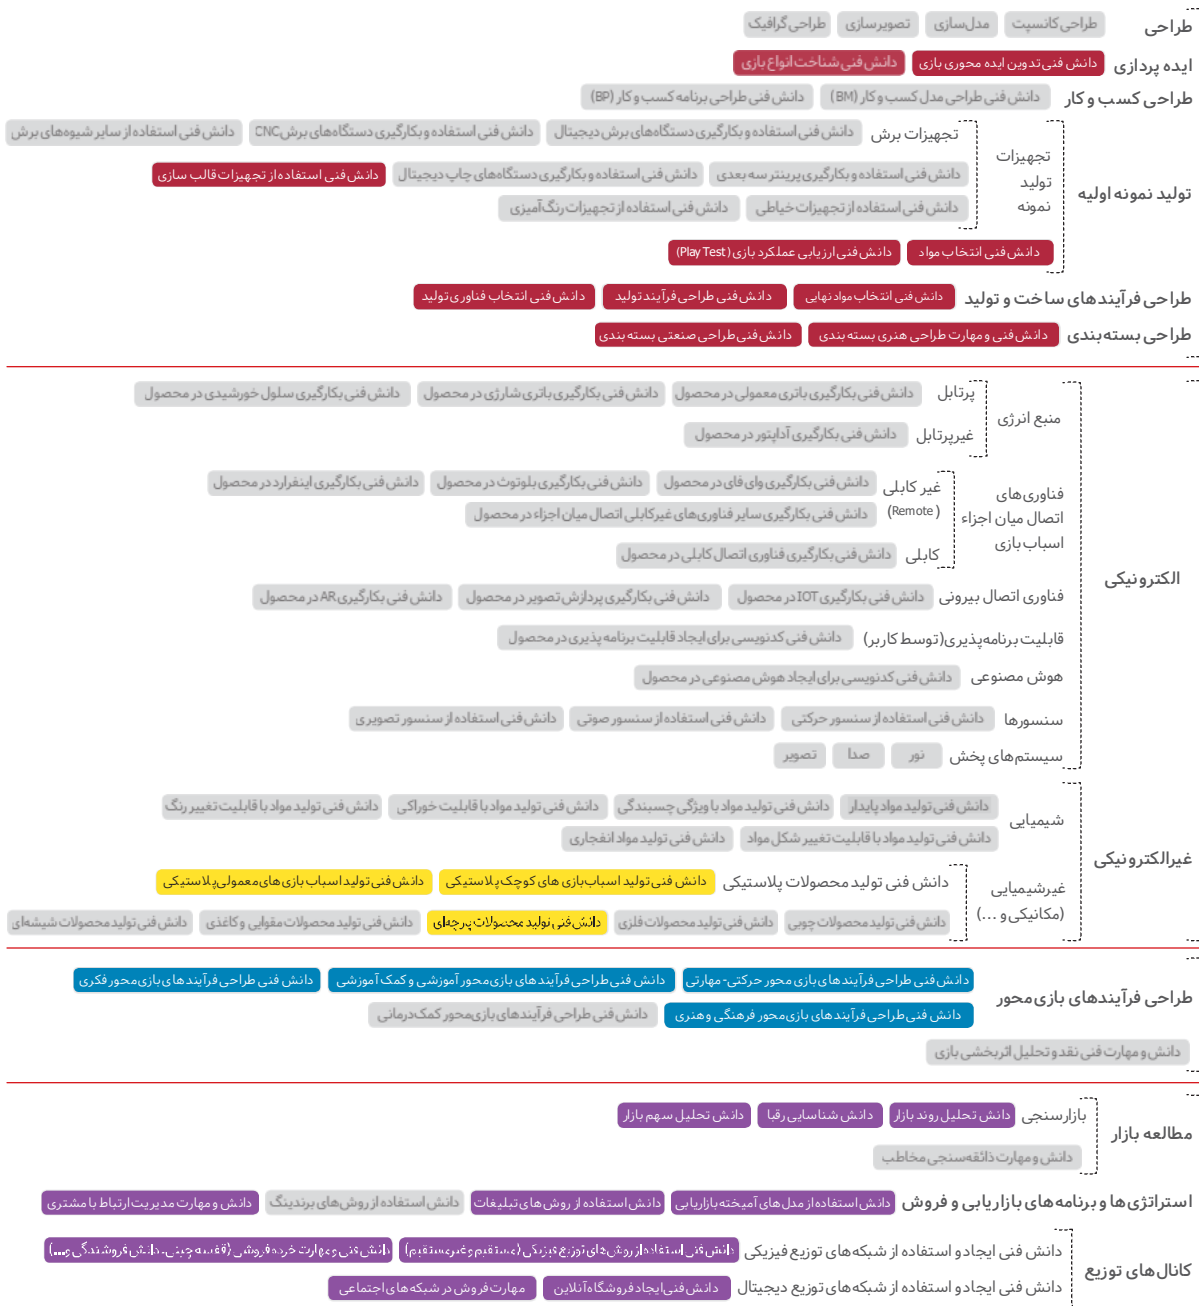 طراحی طراحی کانسپت مدل‌سازی تصویرسازی طراحی گرافیک
ایده پردازی دانش فنی تدوین ایده محوری بازی دانش فنی شناخت انواع بازی
طراحی کسب و کار دانش فنی طراحی مدل کسب و کار (BM) دانش فنی طراحی برنامه کسب و کار (BP)
تولید نمونه اولیه
تجهیزات تولید نمونه
تجهیزات برش دانش فنی استفاده و بکارگیری دستگاه‌های برش دیجیتال دانش فنی استفاده و بکارگیری دستگاه‌های برش CNC دانش فنی استفاده از سایر شیوه‌های برش
دانش فنی استفاده و بکارگیری پرینتر سه بعدی دانش فنی استفاده و بکارگیری دستگاه‌های چاپ دیجیتال دانش فنی استفاده از تجهیزات قالب سازی
دانش فنی استفاده از تجهیزات خیاطی دانش فنی استفاده از تجهیزات رنگ‌آمیزی
دانش فنی انتخاب مواد دانش فنی ارزیابی عملکرد بازی (Play Test)
طراحی فرآیندهای ساخت و تولید دانش فنی انتخاب مواد نهایی دانش فنی طراحی فرآیند تولید دانش فنی انتخاب فناوری تولید
طراحی بسته‌بندی دانش فنی و مهارت طراحی هنری بسته بندی دانش فنی طراحی صنعتی بسته بندی
الکترونیکی
منبع انرژی
پرتابل دانش فنی بکارگیری باتری معمولی در محصول دانش فنی بکارگیری باتری شارژی در محصول دانش فنی بکارگیری سلول خورشیدی در محصول
غیرپرتابل دانش فنی بکارگیری آداپتور در محصول
فناوری‌های اتصال میان اجزاء اسباب‌بازی
غیر کابلی (Remote) دانش فنی بکارگیری وای فای در محصول دانش فنی بکارگیری بلوتوث در محصول دانش فنی بکارگیری اینفرارد در محصول
دانش فنی بکارگیری سایر فناوری‌های غیرکابلی اتصال میان اجزاء در محصول
کابلی دانش فنی بکارگیری فناوری اتصال کابلی در محصول
فناوری اتصال بیرونی دانش فنی بکارگیری IOT در محصول دانش فنی بکارگیری پردازش تصویر در محصول دانش فنی بکارگیری AR در محصول
قابلیت برنامه‌پذیری(توسط کاربر) دانش فنی کدنویسی برای ایجاد قابلیت برنامه پذیری در محصول
هوش مصنوعی دانش فنی کدنویسی برای ایجاد هوش مصنوعی در محصول
سنسورها دانش فنی استفاده از سنسور حرکتی دانش فنی استفاده از سنسور صوتی دانش فنی استفاده از سنسور تصویری
سیستم‌های پخش نور صدا تصویر
غیرالکترونیکی
شیمیایی دانش فنی تولید مواد پایدار دانش فنی تولید مواد با ویژگی چسبندگی دانش فنی تولید مواد با قابلیت خوراکی دانش فنی تولید مواد با قابلیت تغییر رنگ
دانش فنی تولید مواد با قابلیت تغییر شکل مواد دانش فنی تولید مواد انفجاری
غیرشیمیایی (مکانیکی و ...)
دانش فنی تولید محصولات پلاستیکی دانش فنی تولید اسباب‌بازی های کوچک پلاستیکی دانش فنی تولید اسباب بازی های معمولی پلاستیکی
دانش فنی تولید محصولات چوبی دانش فنی تولید محصولات فلزی دانش فنی تولید محصولات پارچه‌ای دانش فنی تولید محصولات مقوایی و کاغذی دانش فنی تولید محصولات شیشه‌ای
طراحی فرآیندهای بازی‌محور دانش فنی طراحی فرآیندهای بازی محور حرکتی- مهارتی دانش فنی طراحی فرآیندهای بازی محور آموزشی و کمک آموزشی دانش فنی طراحی فرآیندهای بازی محور فکری
دانش فنی طراحی فرآیندهای بازی محور فرهنگی و هنری دانش فنی طراحی فرآیندهای بازی‌محور کمک‌درمانی
دانش و مهارت فنی نقد و تحلیل اثربخشی بازی
مطالعه بازار
بازارسنجی دانش تحلیل روند بازار دانش شناسایی رقبا دانش تحلیل سهم بازار
دانش و مهارت ذائقه‌سنجی مخاطب
استراتژی‌ها و برنامه‌های بازاریابی و فروش دانش استفاده از مدل های آمیخته بازاریابی دانش استفاده از روش های تبلیغات دانش استفاده از روش‌های برندینگ دانش و مهارت مدیریت ارتباط با مشتری
کانال‌های توزیع
دانش فنی ایجاد و استفاده از شبکه‌های توزیع فیزیکی دانش فنی استفاده از روش های توزیع فیزیکی (مستقیم و غیرمستقیم) دانش فنی و مهارت خرده فروشی (قفسه چینی- دانش فروشندگی و...)
دانش فنی ایجاد و استفاده از شبکه‌های توزیع دیجیتال دانش فنی ایجاد فروشگاه آنلاین مهارت فروش در شبکه های اجتماعی